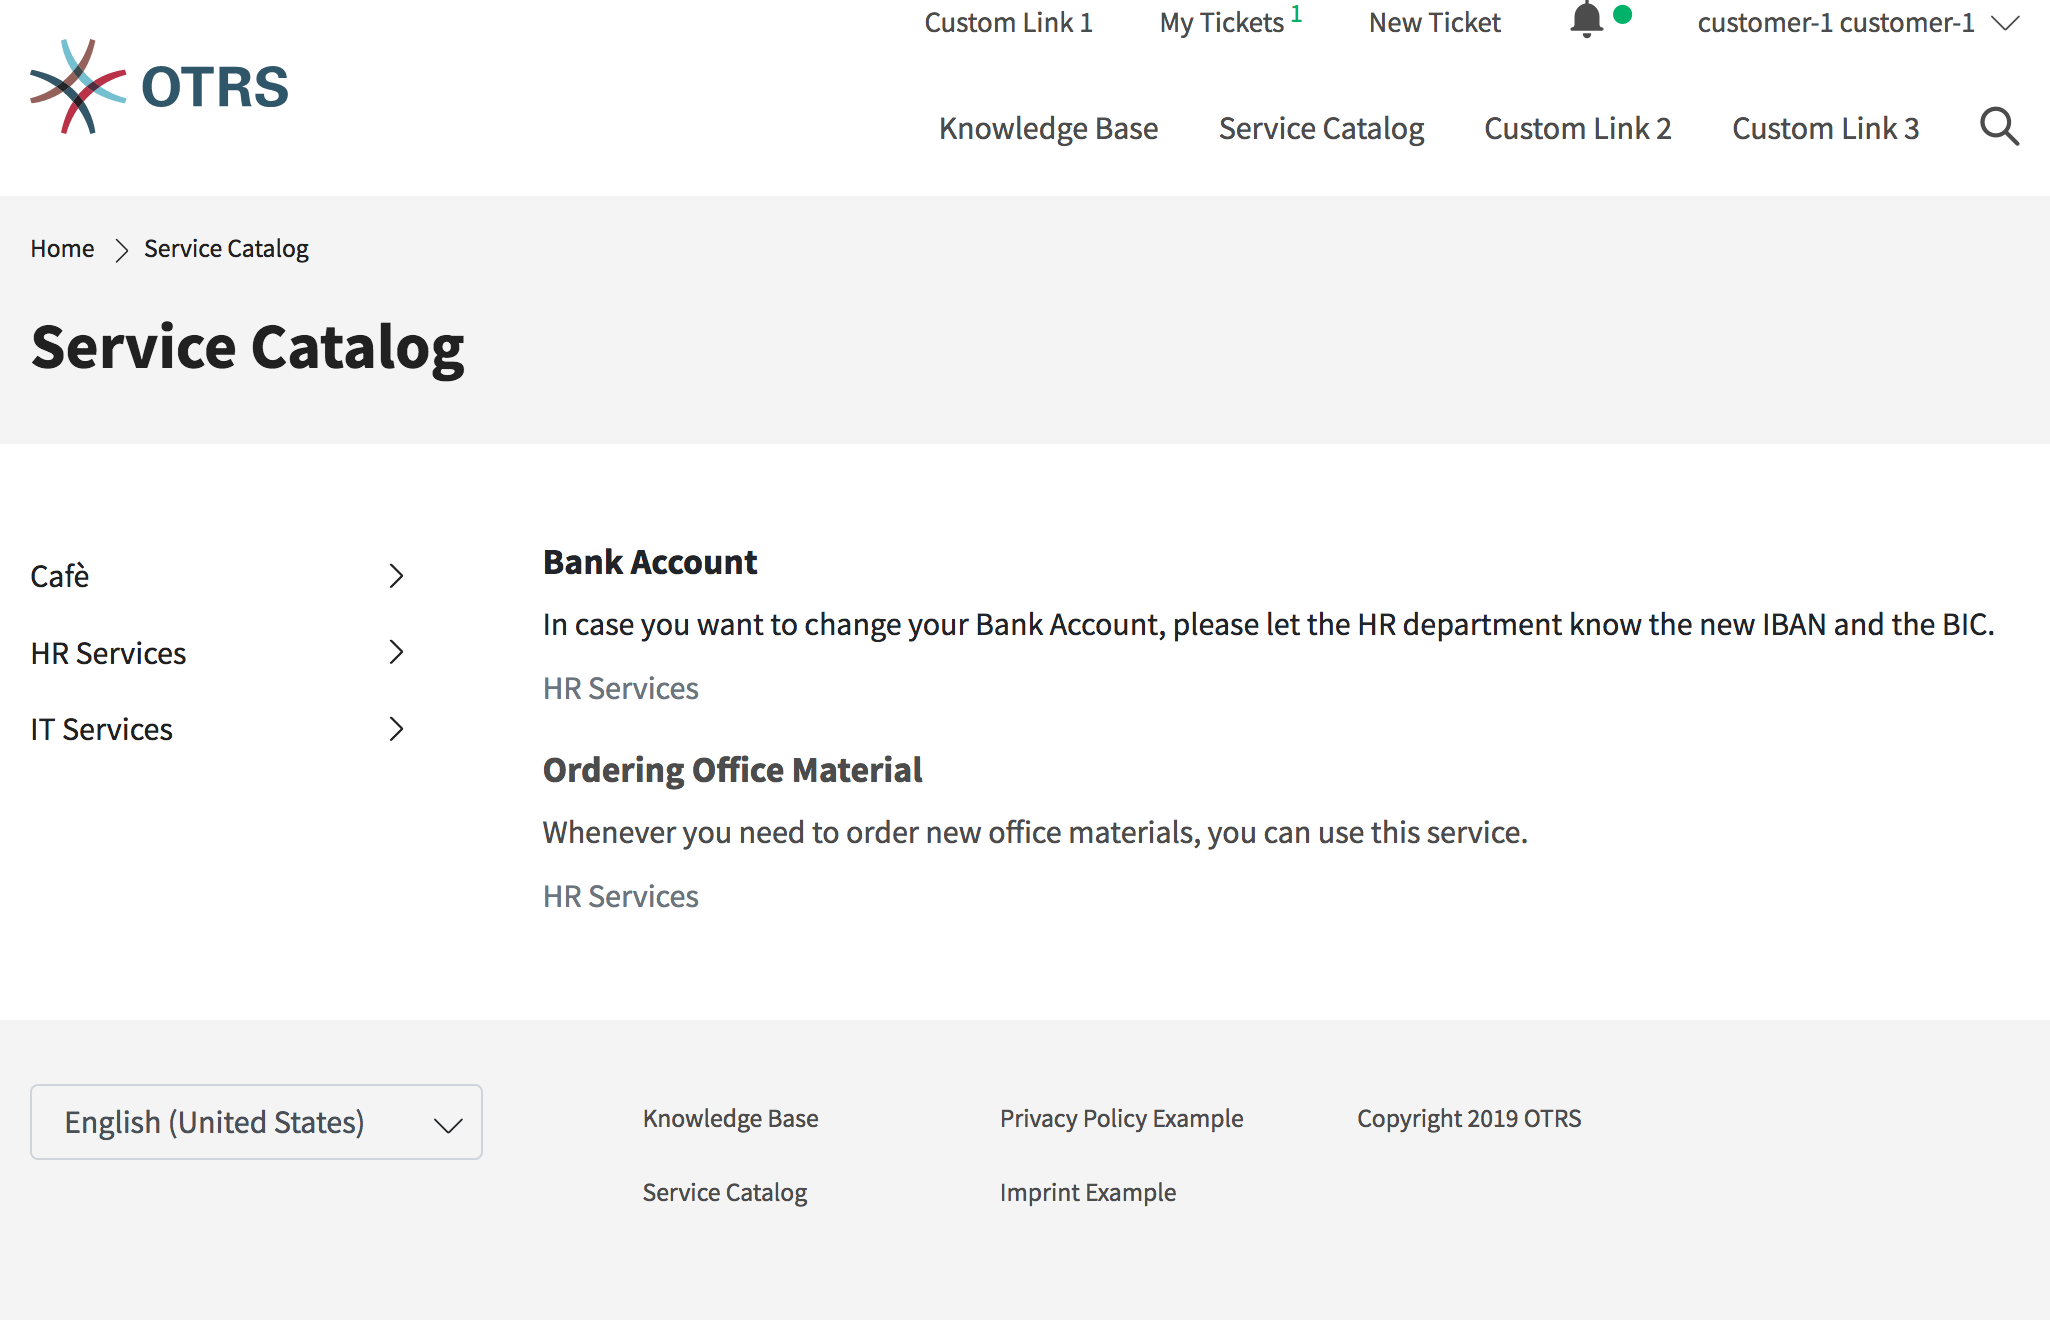 Custom Link 1 My Tickets 1 New Ticket customer-1 customer-1
OTRS
Knowledge Base Service Catalog Custom Link 2 Custom Link 3
Home Service Catalog
Service Catalog
Cafè
HR Services
IT Services
Bank Account
In case you want to change your Bank Account, please let the HR department know the new IBAN and the BIC.
HR Services
Ordering Office Material
Whenever you need to order new office materials, you can use this service.
HR Services
English (United States)
Knowledge Base Privacy Policy Example Copyright 2019 OTRS
Service Catalog Imprint Example